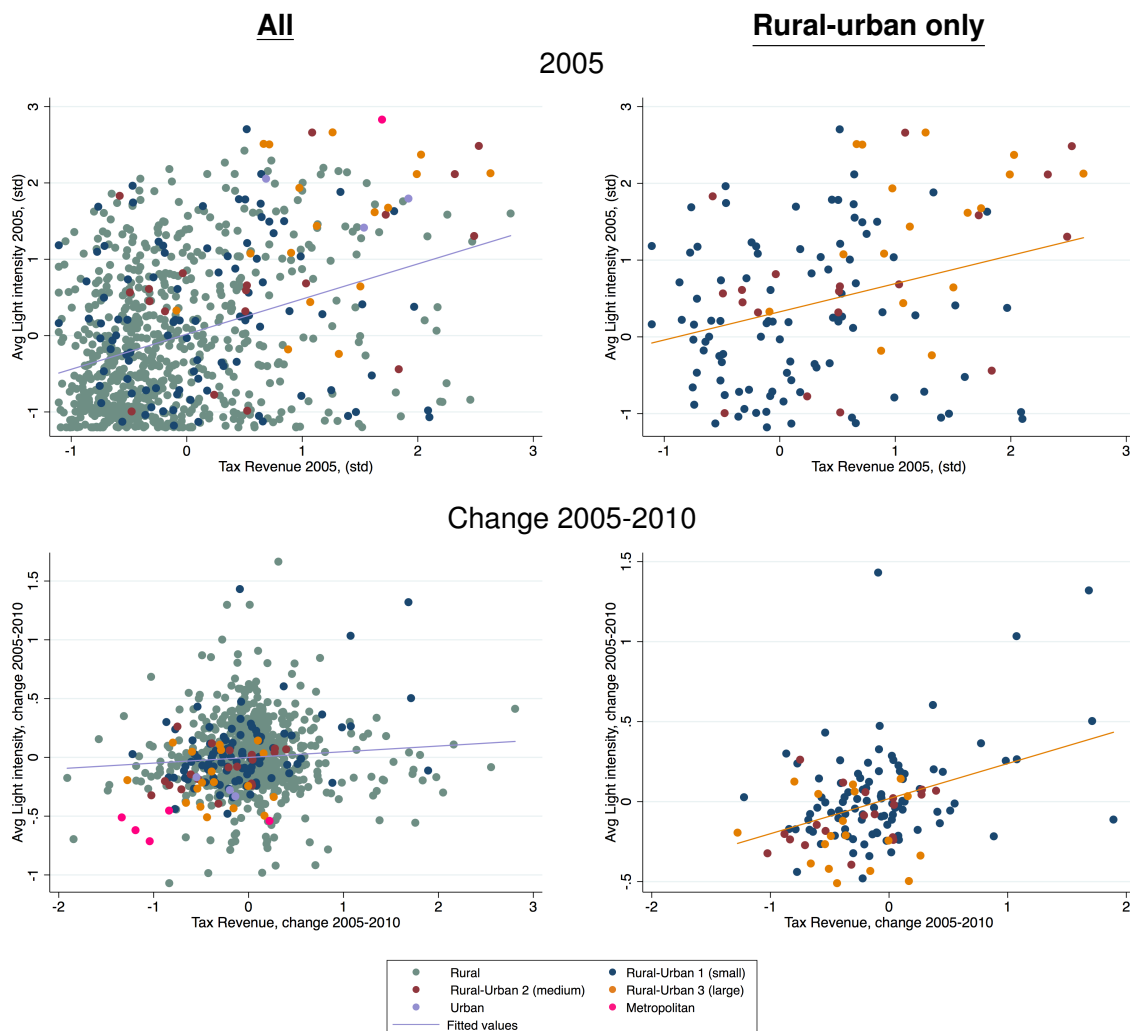 All
Rural-urban only
2005
Avg Light intensity 2005, (std)
3
2
1
0
-1
-1
0
1
2
3
Tax Revenue 2005, (std)
Avg Light intensity 2005, (std)
3
2
1
0
-1
-1
0
1
2
3
Tax Revenue 2005, (std)
Change 2005-2010
Avg Light intensity, change 2005-2010
1.5
1
.5
0
-.5
-1
-2
-1
0
1
2
3
Tax Revenue, change 2005-2010
Avg Light intensity, change 2005-2010
1.5
1
.5
0
-.5
-2
-1
0
1
2
Tax Revenue, change 2005-2010
Rural
Rural-Urban 1 (small)
Rural-Urban 2 (medium)
Rural-Urban 3 (large)
Urban
Metropolitan
Fitted values